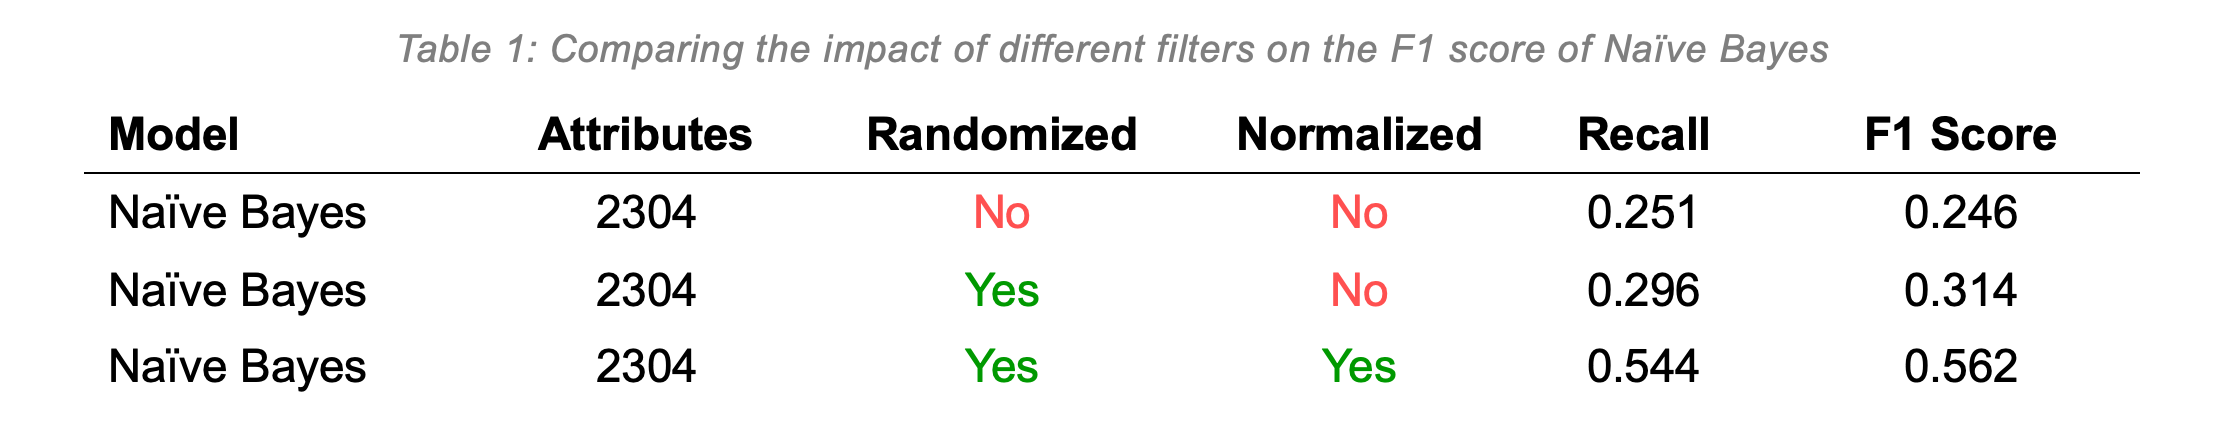 Table 1: Comparing the impact of different filters on the F1 score of Naïve Bayes
Model Attributes Randomized Normalized Recall F1 Score
Naïve Bayes 2304 No No 0.251 0.246
Naïve Bayes 2304 Yes No 0.296 0.314
Naïve Bayes 2304 Yes Yes 0.544 0.562